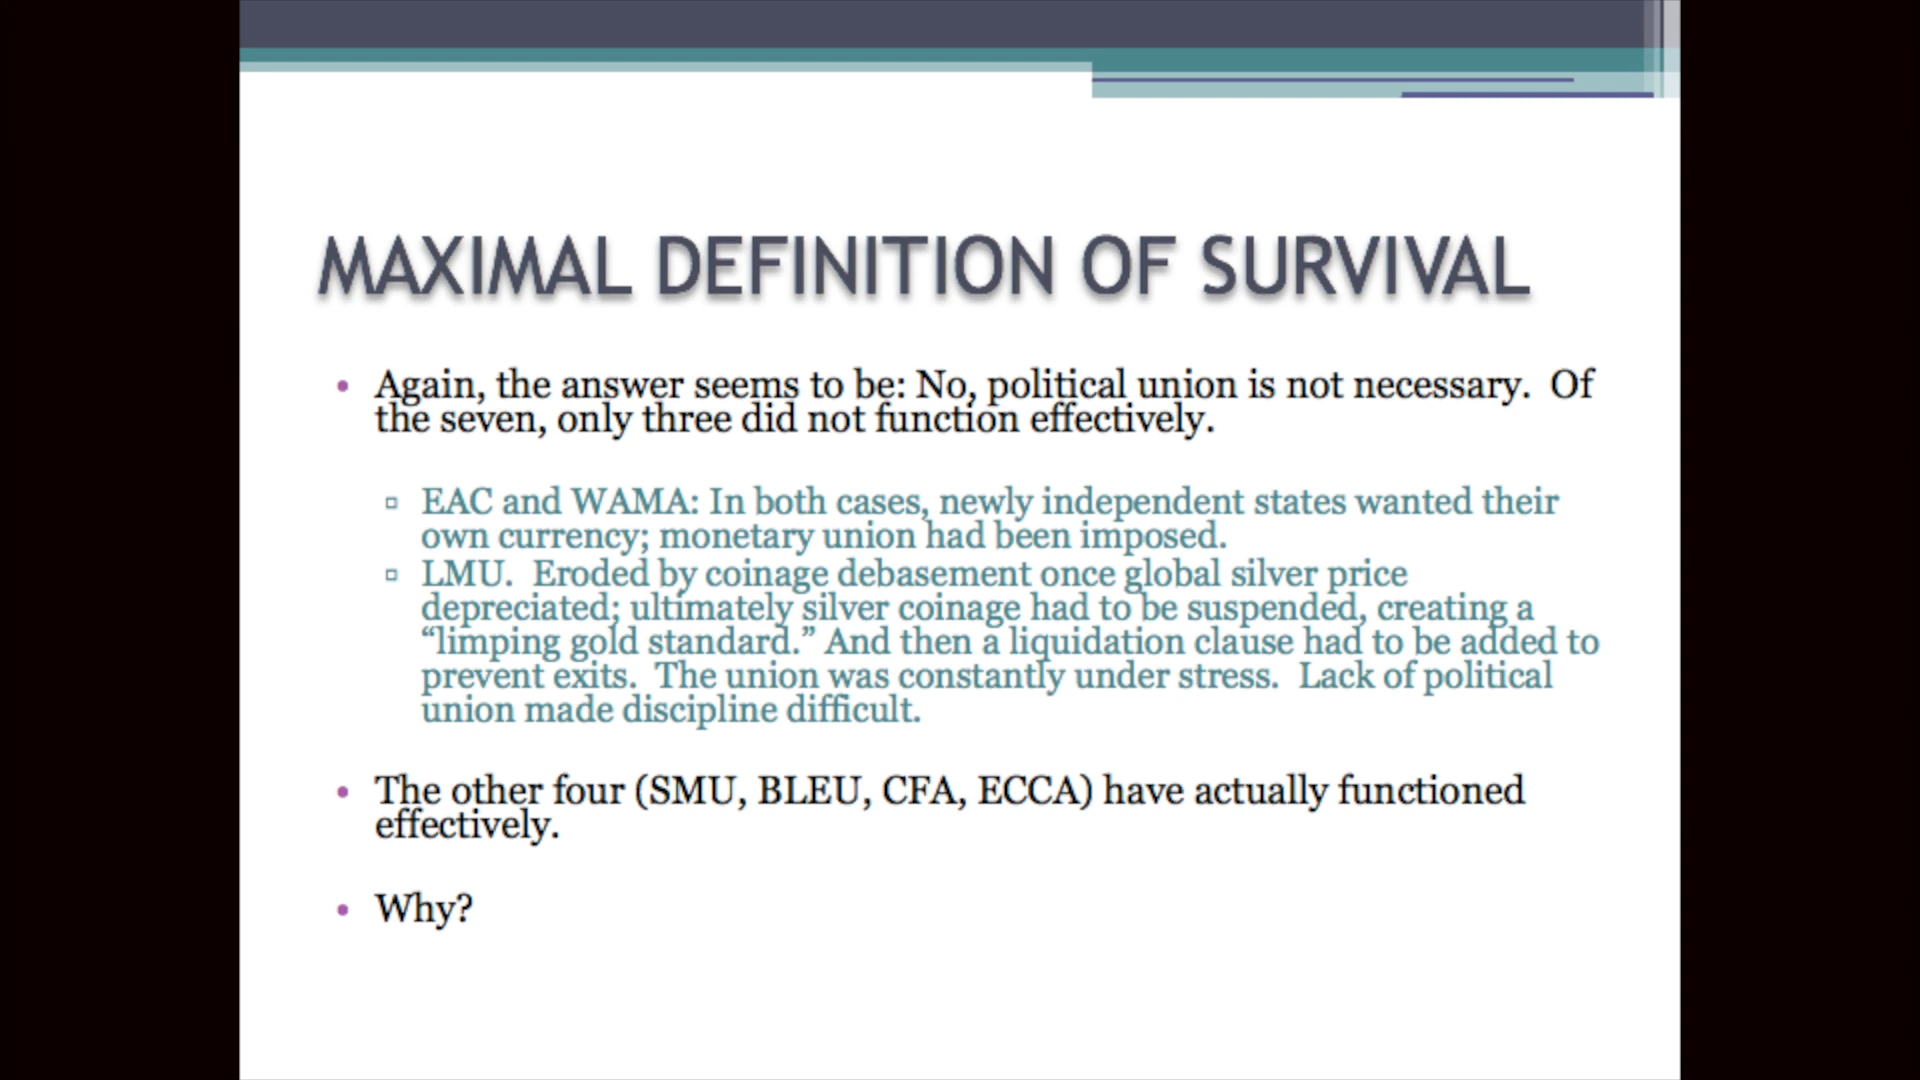 MAXIMAL DEFINITION OF SURVIVAL
• Again, the answer seems to be: No, political union is not necessary.  Of
the seven, only three did not function effectively.
▫ EAC and WAMA: In both cases, newly independent states wanted their
own currency; monetary union had been imposed.
▫ LMU.  Eroded by coinage debasement once global silver price
depreciated; ultimately silver coinage had to be suspended, creating a
“limping gold standard.” And then a liquidation clause had to be added to
prevent exits.  The union was constantly under stress.  Lack of political
union made discipline difficult.
• The other four (SMU, BLEU, CFA, ECCA) have actually functioned
effectively.
• Why?